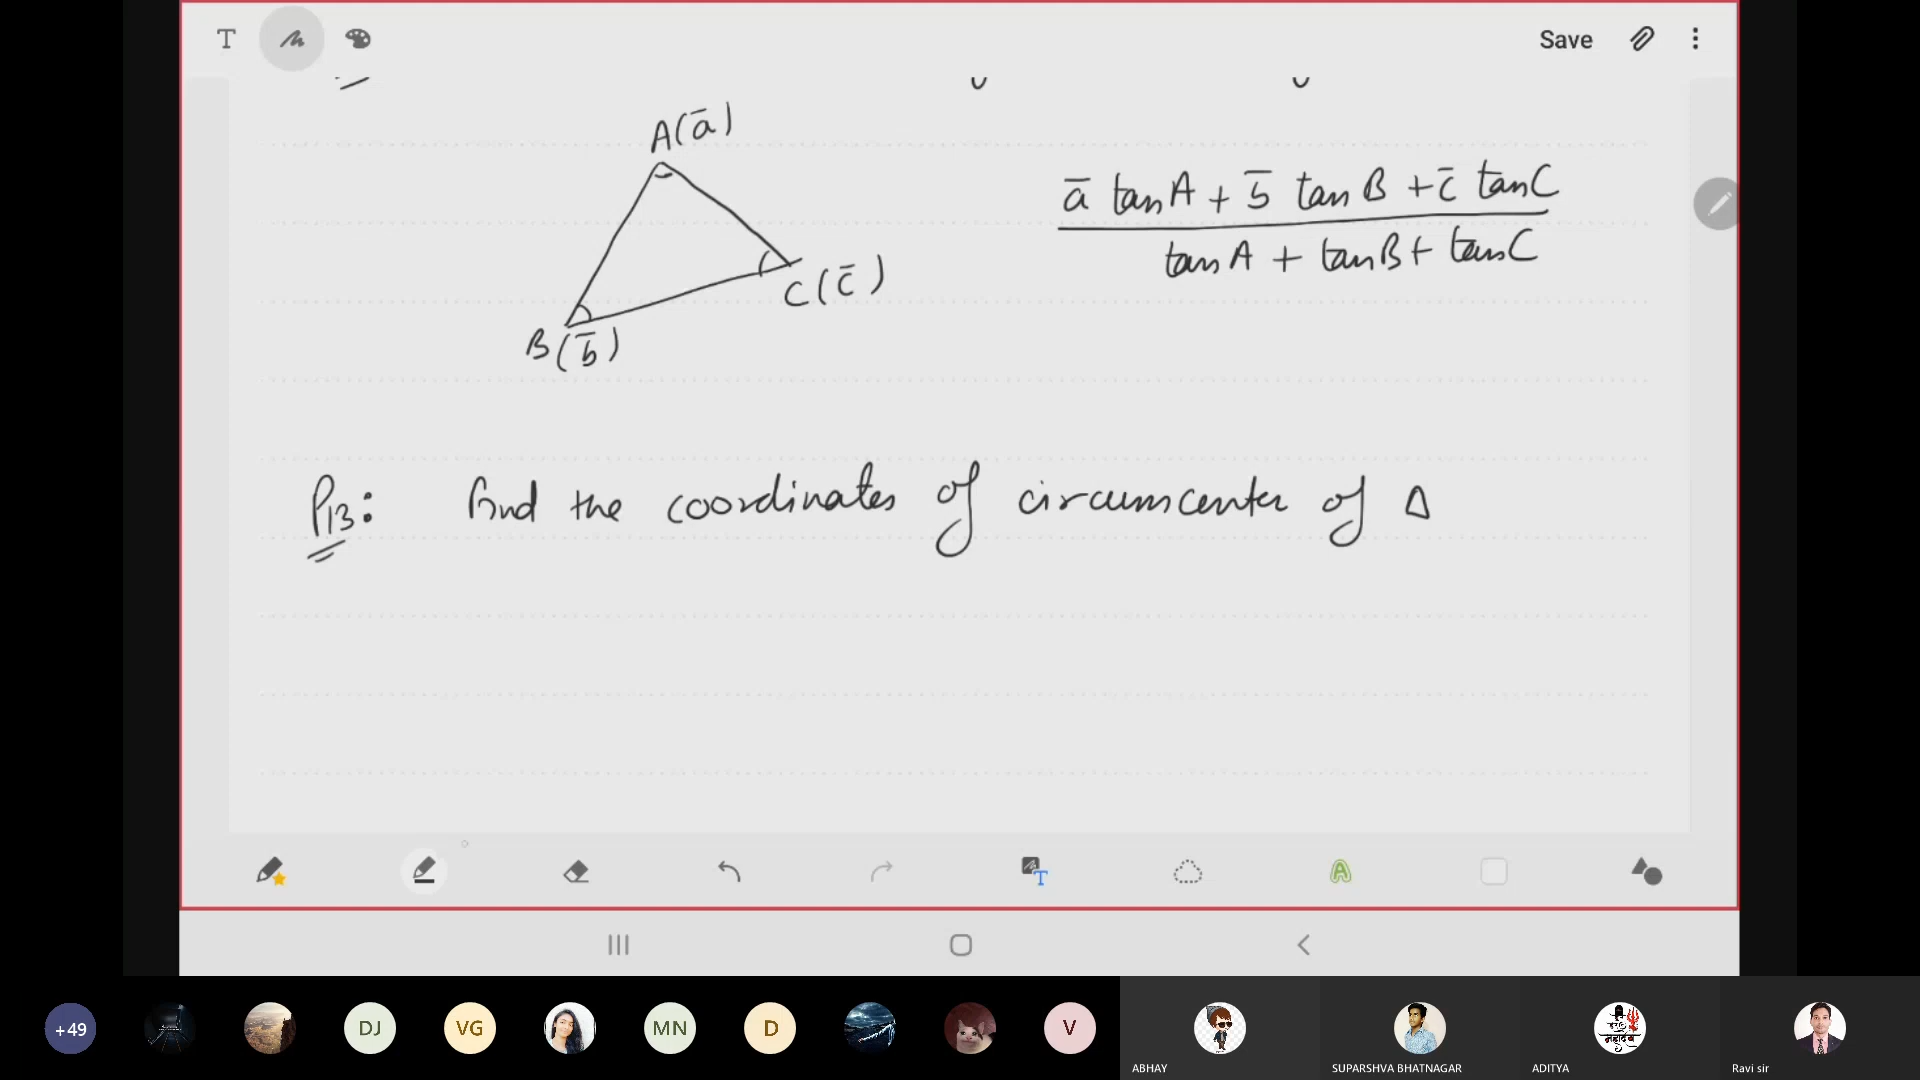 T Save
A(a̅)
a̅ tanA + b̅ tanB + c̅ tanC
tanA + tanB + tanC
C(c̅)
B(b̅)
P13: find the coordinates of circumcenter of Δ
T A
+49 DJ VG MN D V
ABHAY SUPARSHVA BHATNAGAR ADITYA Ravi sir